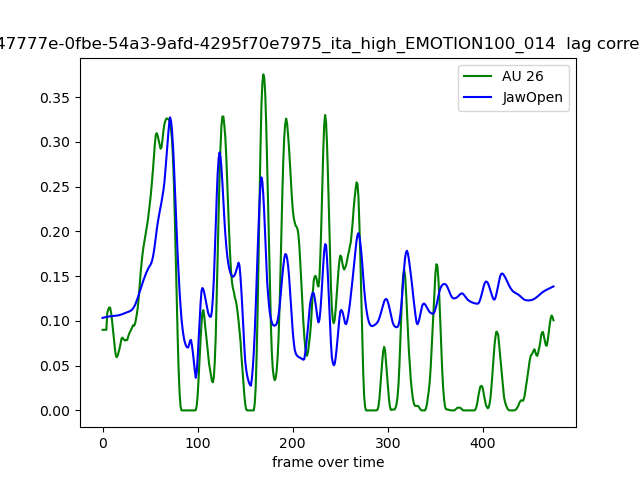 47777e-0fbe-54a3-9afd-4295f70e7975_ita_high_EMOTION100_014 lag corre
AU 26
JawOpen
0.35
0.30
0.25
0.20
0.15
0.10
0.05
0.00
0 100 200 300 400
frame over time